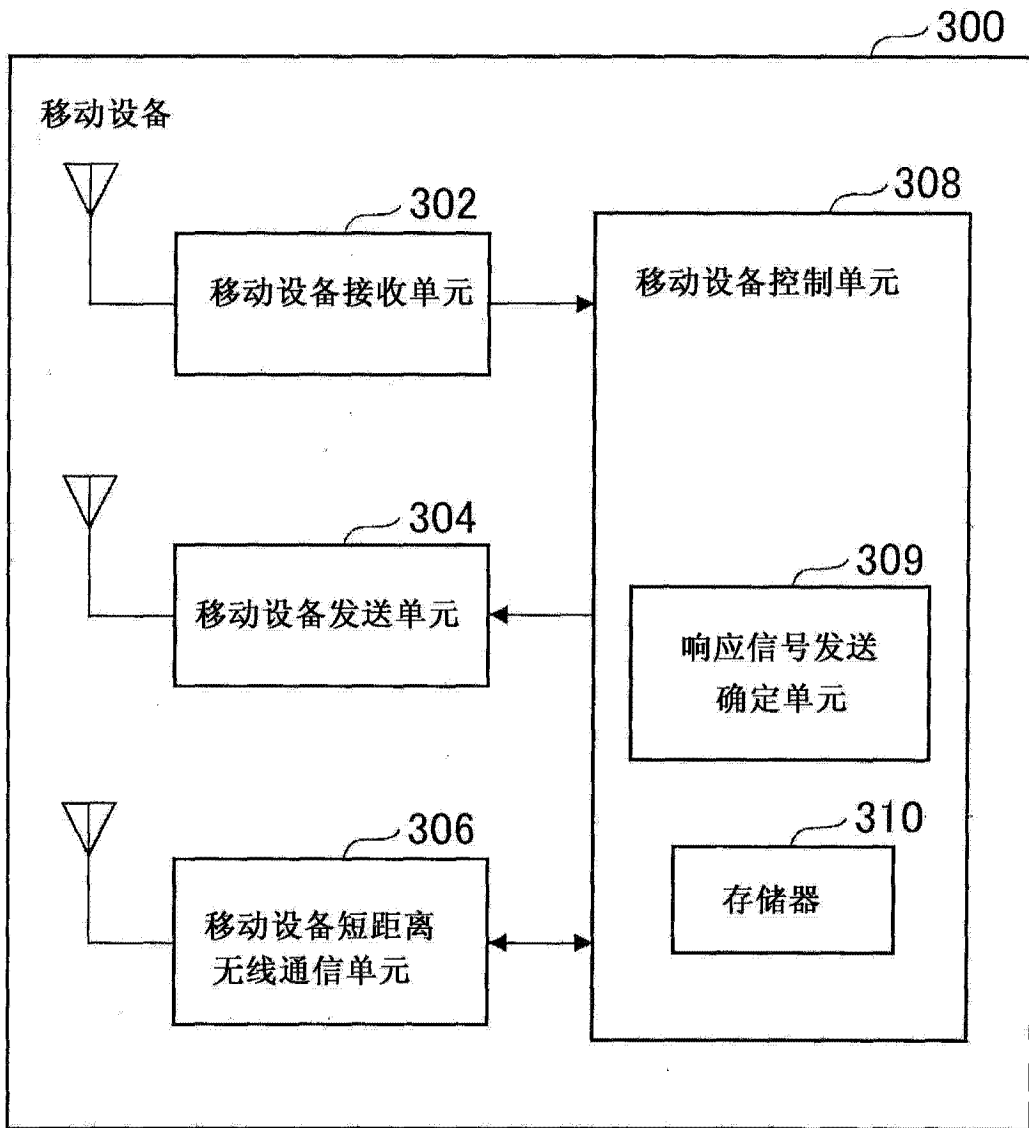 300
移动设备
302
移动设备接收单元
308
移动设备控制单元
304
移动设备发送单元
309
响应信号发送
确定单元
306
移动设备短距离
无线通信单元
310
存储器